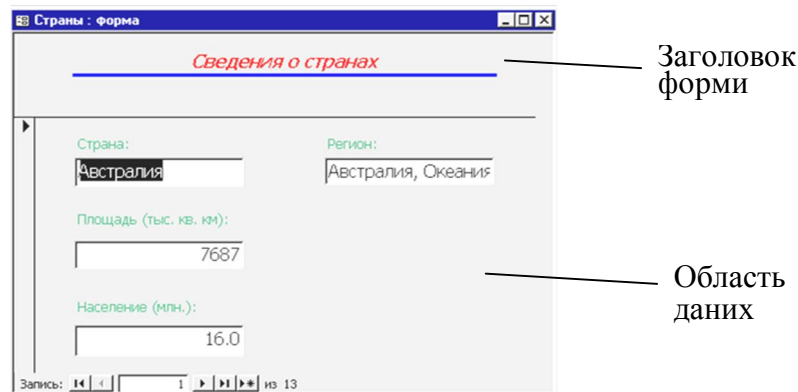 Страны : форма
Сведения о странах
Заголовок
форми
Страна:
Регион:
Австралия
Австралия, Океания
Площадь (тыс. кв. км):
7687
Область
даних
Население (млн.):
16.0
Запись: 1 из 13